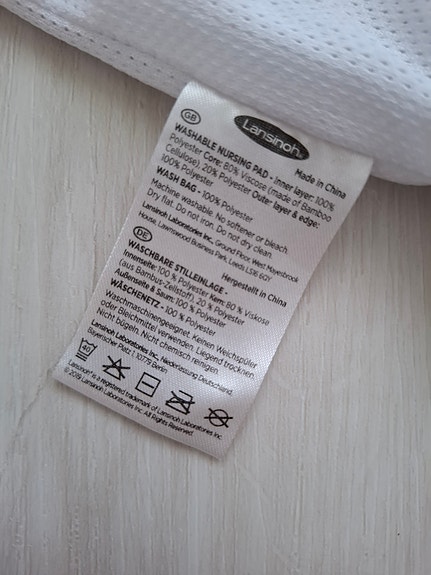 Lansinoh®
GB
Made in China
WASHABLE NURSING PAD - Inner layer: 100%
Polyester Core: 80% Viscose (made of Bamboo
Cellulose), 20% Polyester Outer: layer & edge:
100% Polyester
WASH BAG - 100% Polyester
Machine washable. No softener or bleach.
Dry flat. Do not iron. Do not dry clean.
Lansinoh Laboratories Inc., Ground Floor, West Mayenbrook
House, Lawnswood Business Park, Leeds LS16 6QY
DE
Hergestellt in China
WASCHBARE STILLEINLAGE -
Innenseite: 100 % Polyester Kern: 80 % Viskose
(aus Bambus-Zellstoff), 20 % Polyester
Außenseite & Saum: 100 % Polyester
WÄSCHENETZ - 100 % Polyester
Waschmaschinengeeignet. Keinen Weichspüler
oder Bleichmittel verwenden. Liegend trocknen.
Nicht bügeln. Nicht chemisch reinigen.
Lansinoh Laboratories Inc., Niederlassung Deutschland,
Bayerischer Platz 1, 10779 Berlin
40
Lansinoh® is a registered trademark of Lansinoh Laboratories Inc.
© 2019 Lansinoh Laboratories Inc. All Rights Reserved.